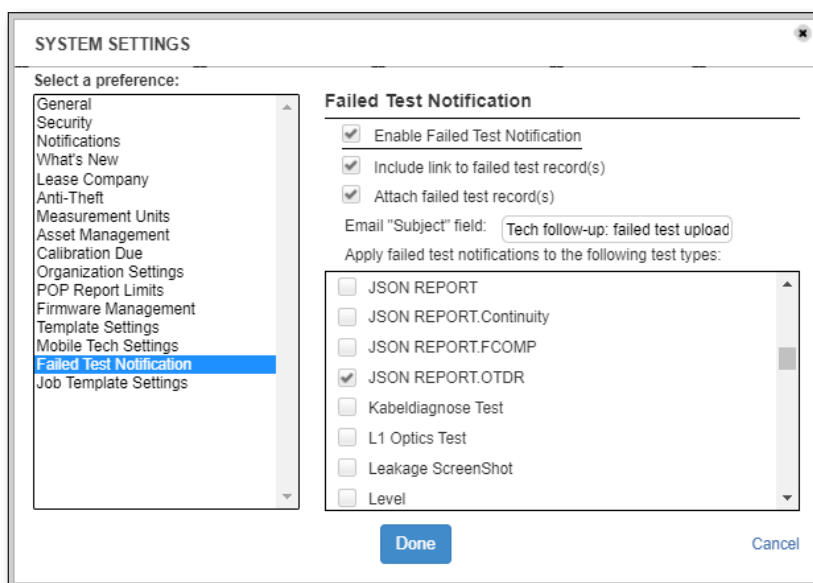 SYSTEM SETTINGS
Select a preference:
General
Security
Notifications
What's New
Lease Company
Anti-Theft
Measurement Units
Asset Management
Calibration Due
Organization Settings
POP Report Limits
Firmware Management
Template Settings
Mobile Tech Settings
Failed Test Notification
Job Template Settings
Failed Test Notification
Enable Failed Test Notification
Include link to failed test record(s)
Attach failed test record(s)
Email "Subject" field: Tech follow-up: failed test upload
Apply failed test notifications to the following test types:
JSON REPORT
JSON REPORT.Continuity
JSON REPORT.FCOMP
JSON REPORT.OTDR
Kabeldiagnose Test
L1 Optics Test
Leakage ScreenShot
Level
Done
Cancel